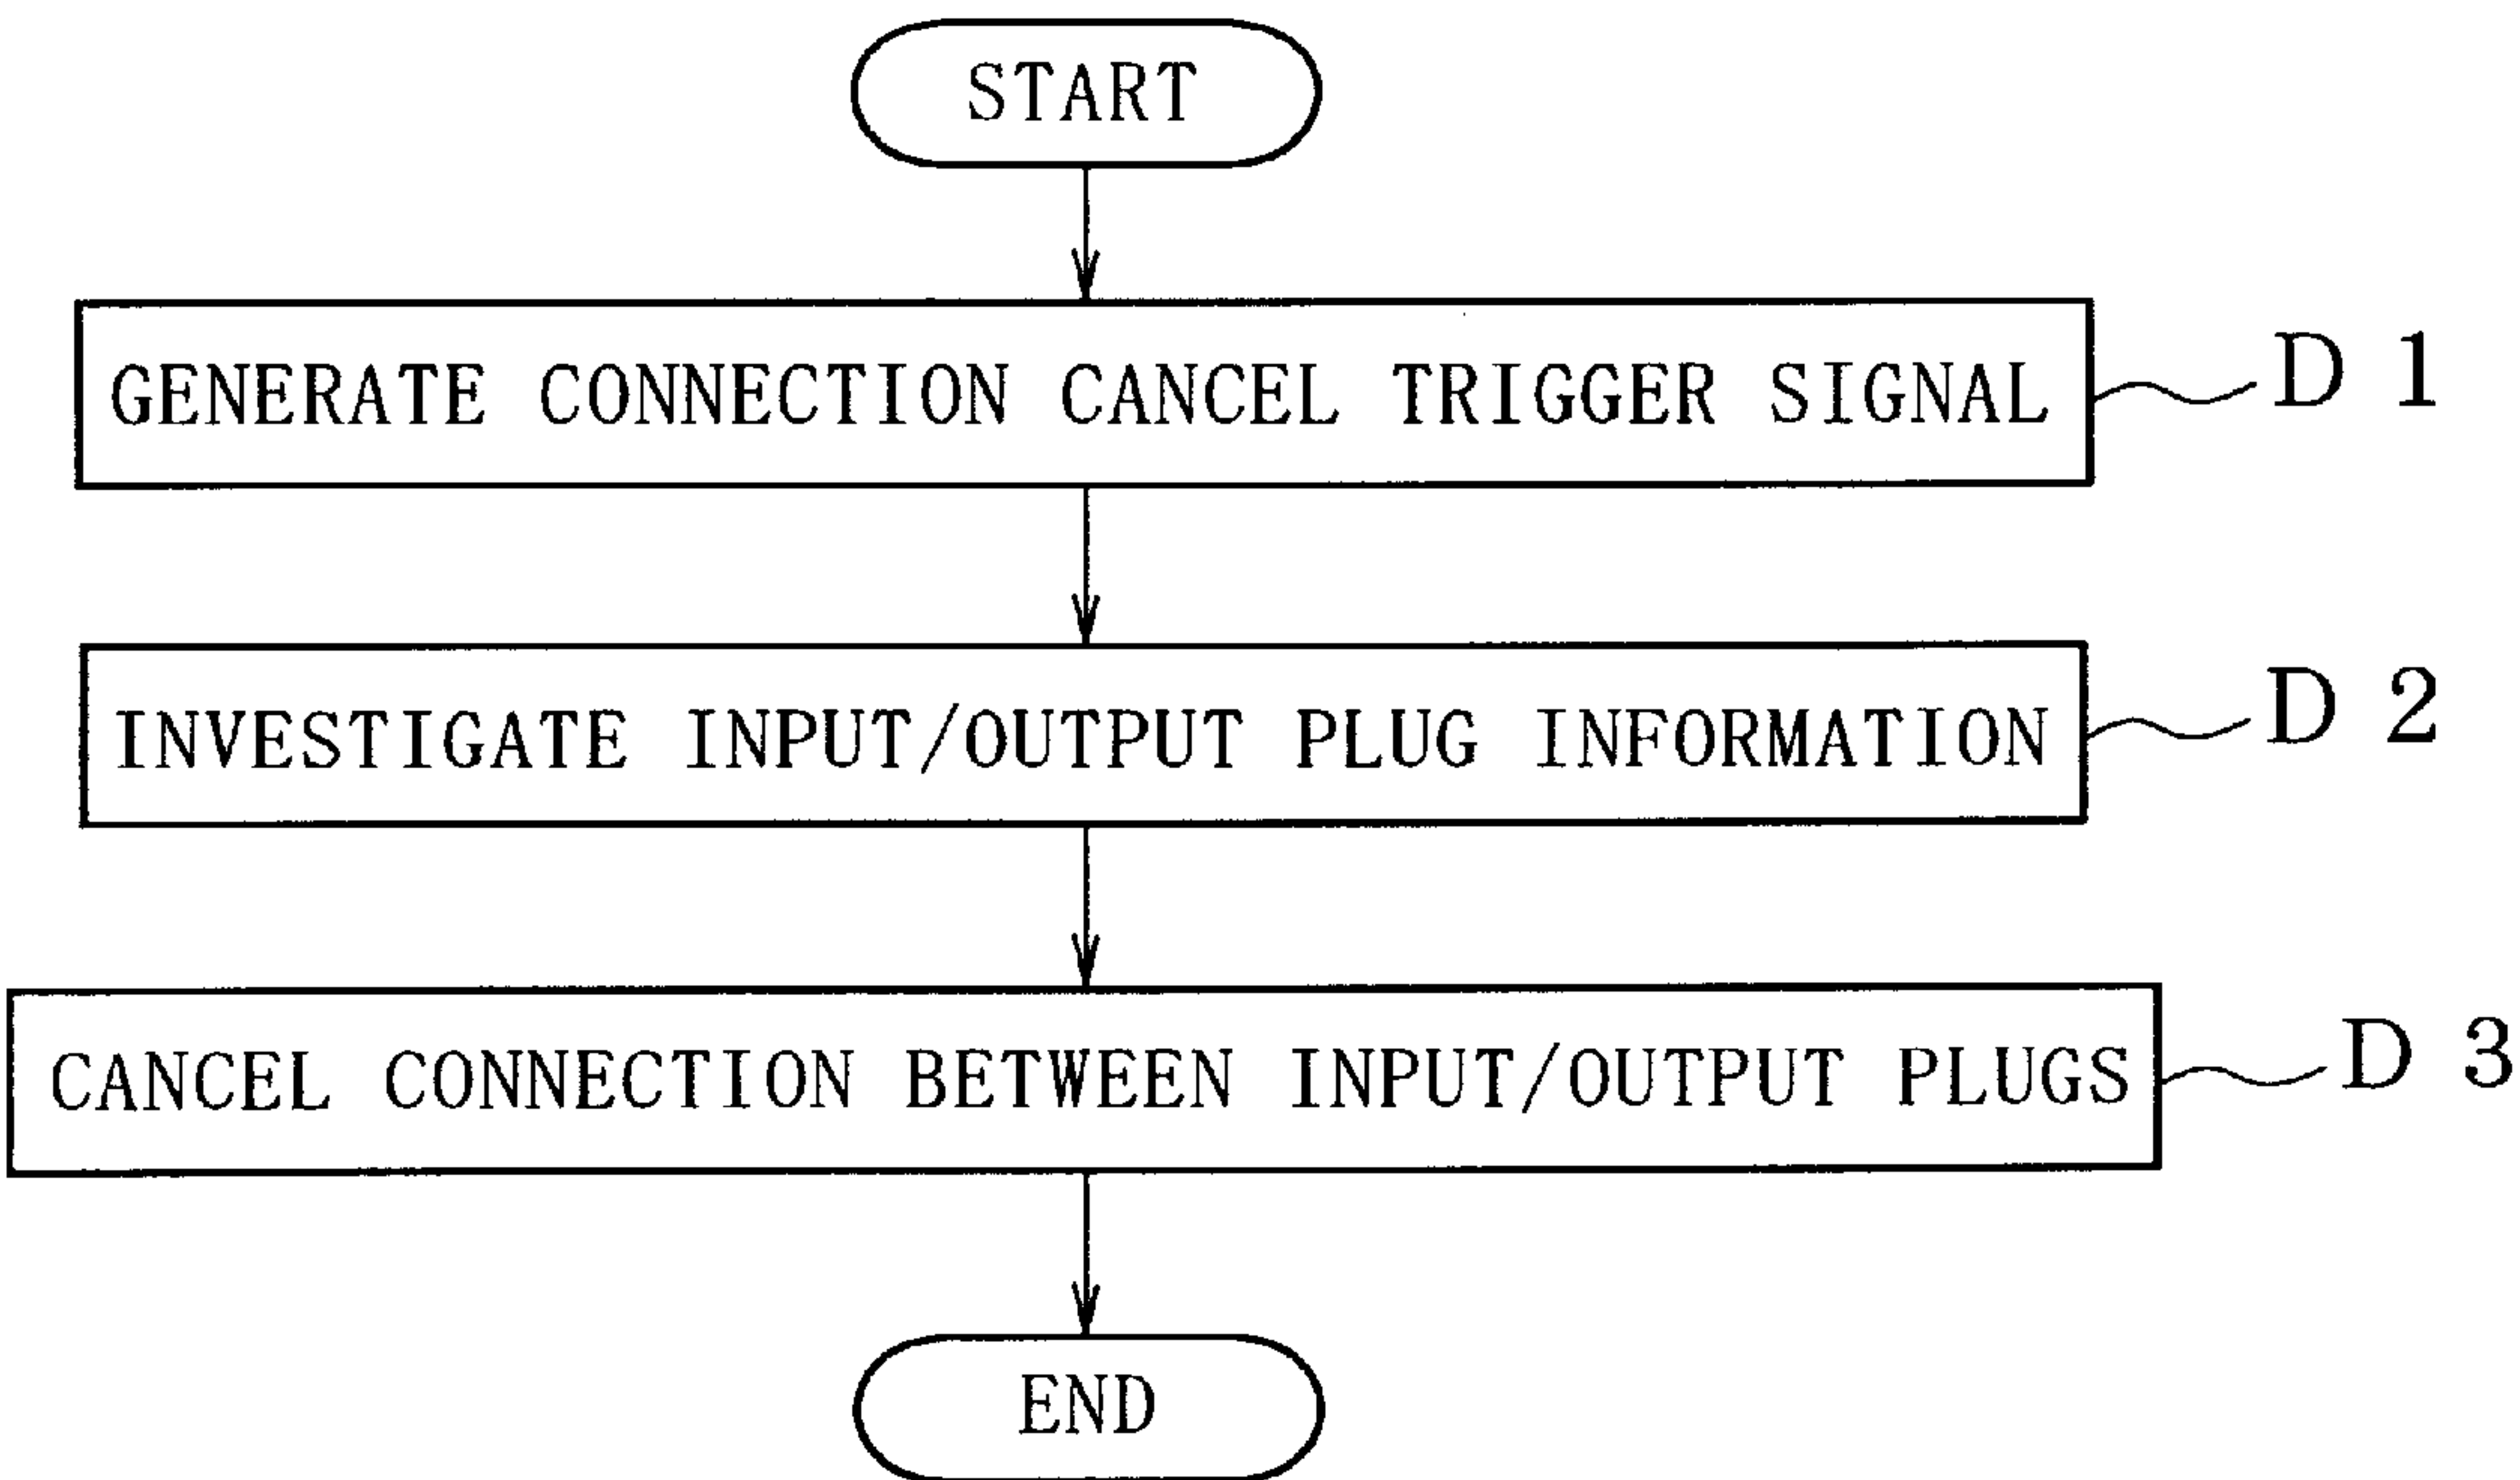 START
GENERATE CONNECTION CANCEL TRIGGER SIGNAL
D 1
INVESTIGATE INPUT/OUTPUT PLUG INFORMATION
D 2
CANCEL CONNECTION BETWEEN INPUT/OUTPUT PLUGS
D 3
END